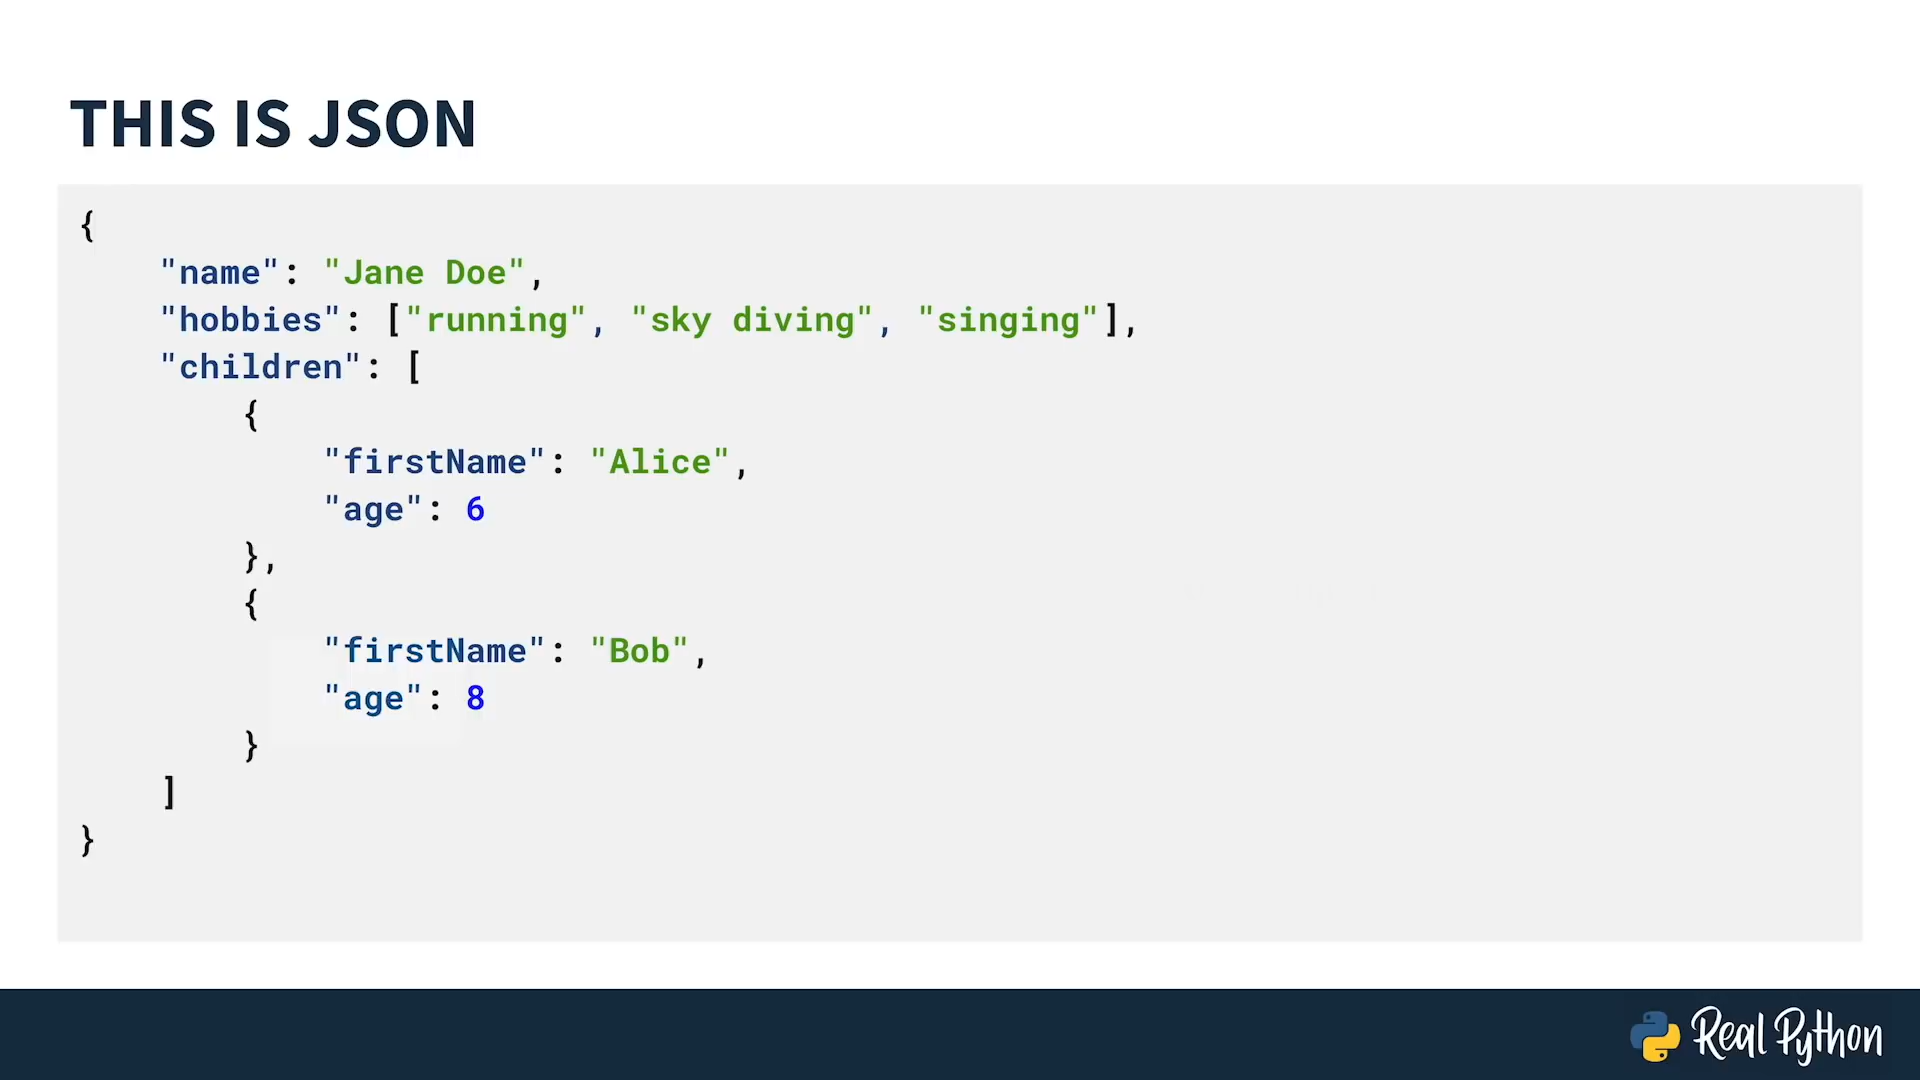 THIS IS JSON
{
"name": "Jane Doe",
"hobbies": ["running", "sky diving", "singing"],
"children": [
{
"firstName": "Alice",
"age": 6
},
{
"firstName": "Bob",
"age": 8
}
]
}
Real Python